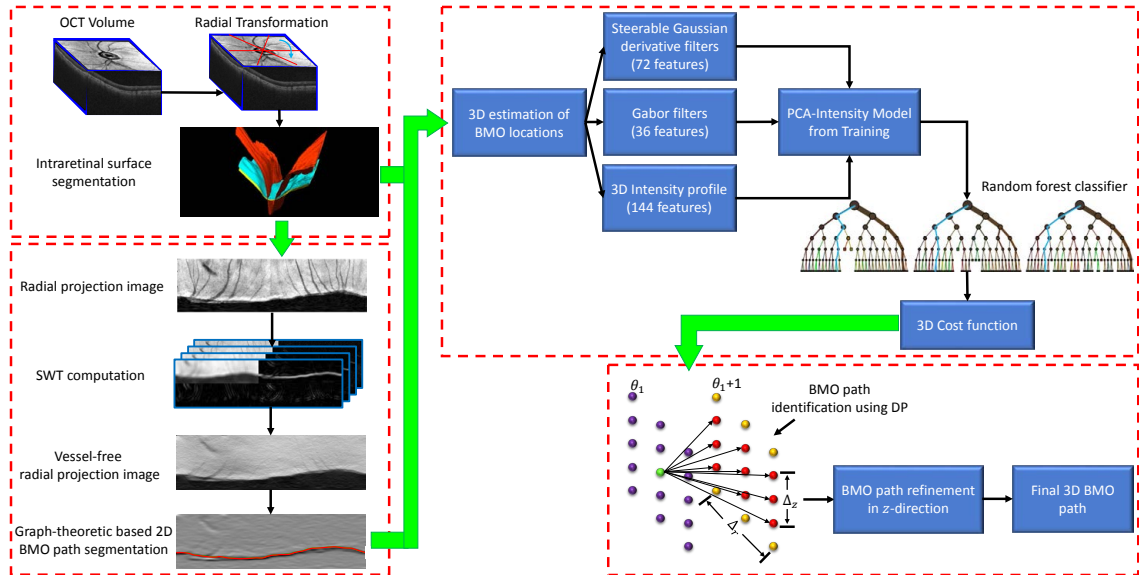 OCT Volume
Radial Transformation
Intraretinal surface
segmentation
Radial projection image
SWT computation
Vessel-free
radial projection image
Graph-theoretic based 2D
BMO path segmentation
3D estimation of
BMO locations
Steerable Gaussian
derivative filters
(72 features)
Gabor filters
(36 features)
3D Intensity profile
(144 features)
PCA-Intensity Model
from Training
Random forest classifier
3D Cost function
θ₁
θ₁+1
BMO path
identification using DP
Δz
Δr
BMO path refinement
in z-direction
Final 3D BMO
path